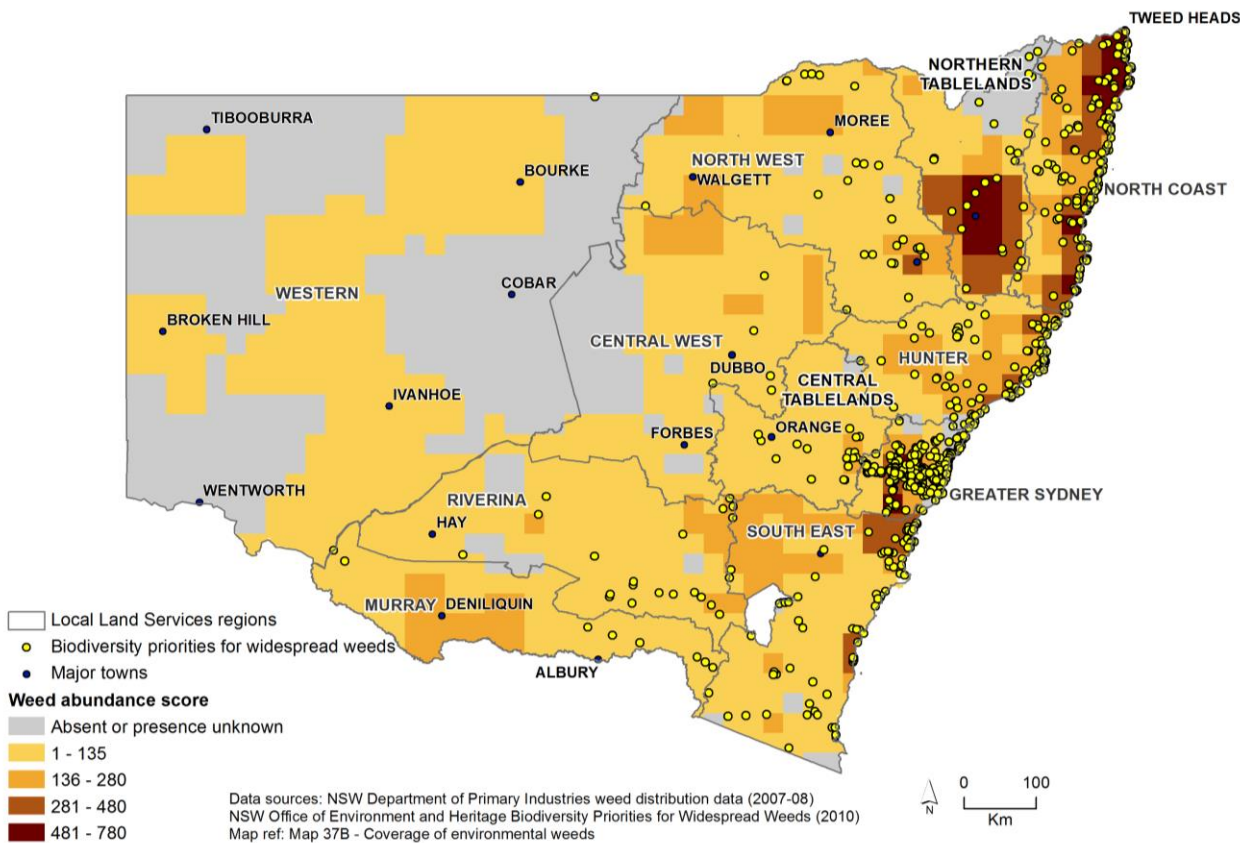 TWEED HEADS
NORTHERN
TABLELANDS
TIBOOBURRA
MOREE
BOURKE
NORTH WEST
WALGETT
NORTH COAST
COBAR
WESTERN
BROKEN HILL
CENTRAL WEST
HUNTER
DUBBO
CENTRAL
TABLELANDS
IVANHOE
FORBES
ORANGE
WENTWORTH
RIVERINA
GREATER SYDNEY
HAY
SOUTH EAST
MURRAY
DENILIQUIN
ALBURY
Local Land Services regions
Biodiversity priorities for widespread weeds
Major towns
Weed abundance score
Absent or presence unknown
1 - 135
136 - 280
281 - 480
481 - 780
Data sources: NSW Department of Primary Industries weed distribution data (2007-08)
NSW Office of Environment and Heritage Biodiversity Priorities for Widespread Weeds (2010)
Map ref: Map 37B - Coverage of environmental weeds
N
0 100
Km